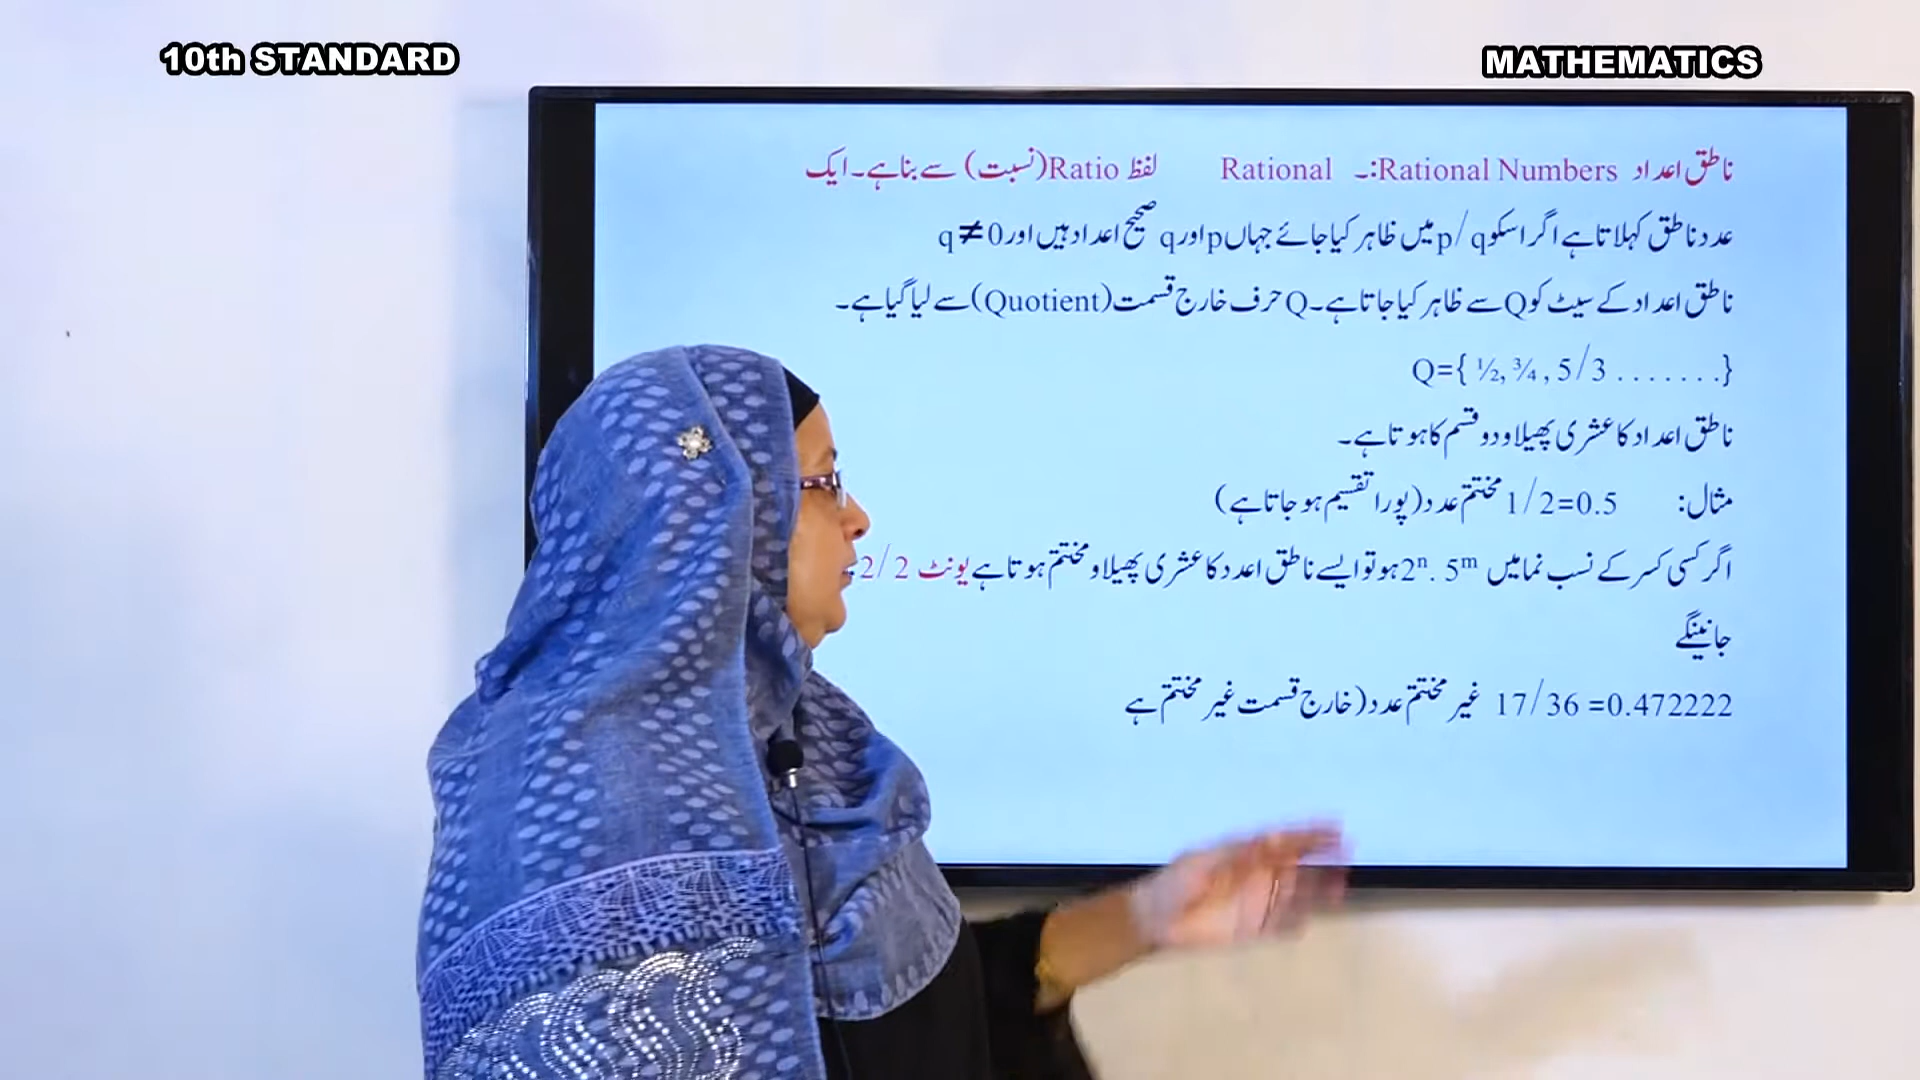 10th STANDARD
MATHEMATICS
ناطق اعداد Rational Numbers:۔ Rational لفظ Ratio(نسبت) سے بنا ہے۔ایک
عدد ناطق کہلاتا ہے اگر اسکو p/q میں ظاہر کیا جائے جہاں p اور q صحیح اعداد ہیں اور q≠0
ناطق اعداد کے سیٹ کو Q سے ظاہر کیا جاتا ہے۔Q حرف خارج قسمت (Quotient) سے لیا گیا ہے۔
Q={ ½, ¾ , 5/3 . . . . . . .}
ناطق اعداد کا عشری پھیلاو دو قسم کا ہوتا ہے۔
مثال: 1/2=0.5 مختتم عدد (پورا تقسیم ہو جاتا ہے)
اگر کسی کسر کے نسب نما میں 2ⁿ. 5ᵐ ہو تو ایسے ناطق اعدد کا عشری پھیلاو مختتم ہوتا ہے یونٹ 2/2
جانینگے
17/36 =0.472222 غیر مختتم عدد (خارج قسمت غیر مختتم ہے